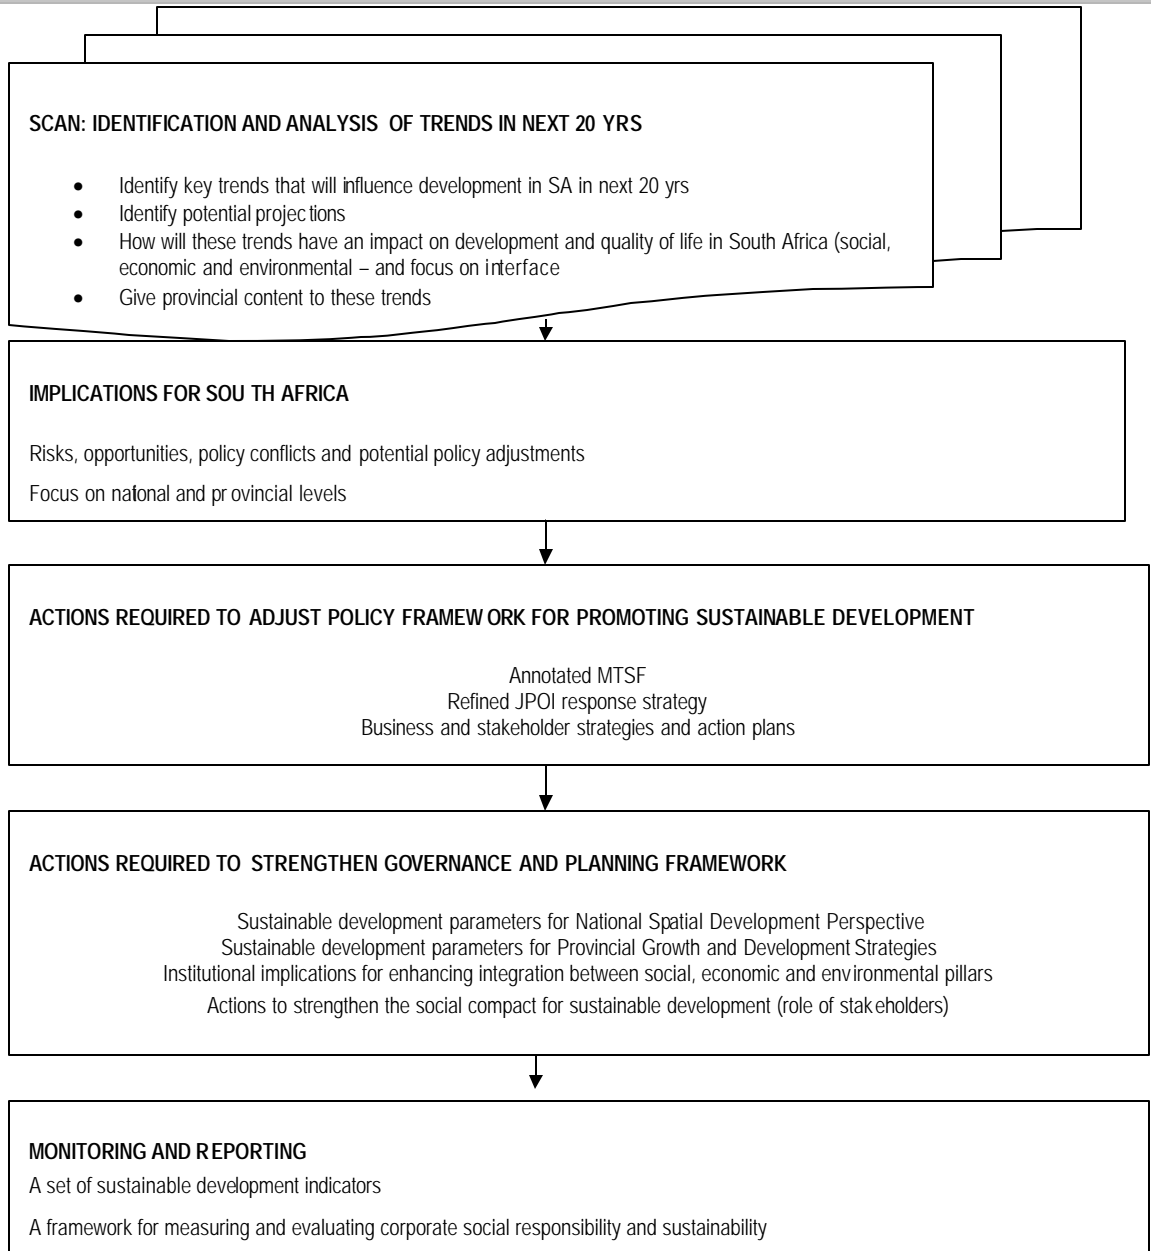 SCAN: IDENTIFICATION AND ANALYSIS OF TRENDS IN NEXT 20 YRS
• Identify key trends that will influence development in SA in next 20 yrs
• Identify potential projections
• How will these trends have an impact on development and quality of life in South Africa (social,
economic and environmental – and focus on interface
• Give provincial content to these trends
IMPLICATIONS FOR SOUTH AFRICA
Risks, opportunities, policy conflicts and potential policy adjustments
Focus on national and provincial levels
ACTIONS REQUIRED TO ADJUST POLICY FRAMEWORK FOR PROMOTING SUSTAINABLE DEVELOPMENT
Annotated MTSF
Refined JPOI response strategy
Business and stakeholder strategies and action plans
ACTIONS REQUIRED TO STRENGTHEN GOVERNANCE AND PLANNING FRAMEWORK
Sustainable development parameters for National Spatial Development Perspective
Sustainable development parameters for Provincial Growth and Development Strategies
Institutional implications for enhancing integration between social, economic and environmental pillars
Actions to strengthen the social compact for sustainable development (role of stakeholders)
MONITORING AND REPORTING
A set of sustainable development indicators
A framework for measuring and evaluating corporate social responsibility and sustainability